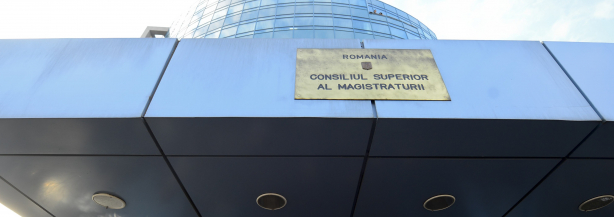 ROMANIA
CONSILIUL SUPERIOR
AL MAGISTRATURII